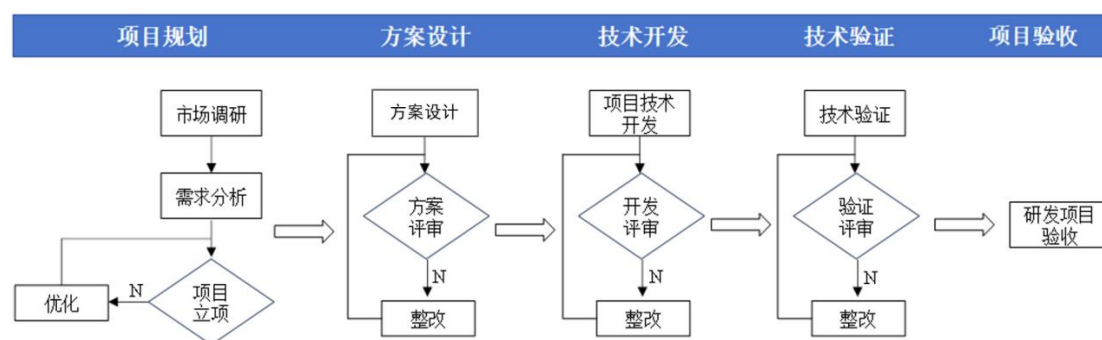 项目规划
方案设计
技术开发
技术验证
项目验收
市场调研
需求分析
优化
N
项目
立项
方案设计
方案
评审
N
整改
项目技术
开发
开发
评审
N
整改
技术验证
验证
评审
N
整改
研发项目
验收